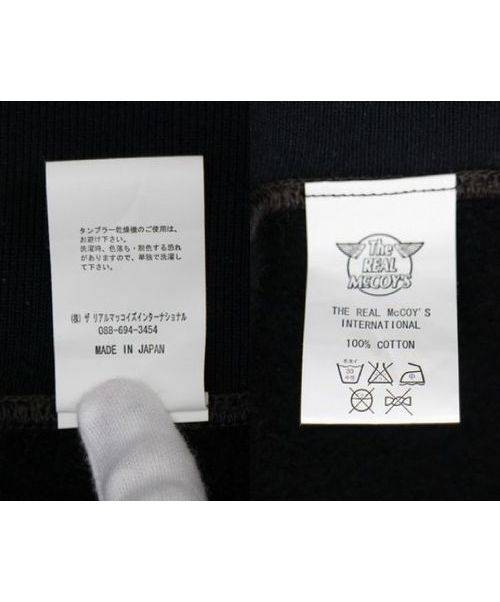 タンブラー乾燥機のご使用は、
お避け下さい。
洗濯時、色落ち・脱色する恐れ
がありますので、単独で洗濯し
て下さい。
(株)ザ リアルマッコイズインターナショナル
088-694-3454
MADE IN JAPAN
The
REAL
McCOY'S
THE REAL McCOY'S
INTERNATIONAL
100% COTTON
30
中性